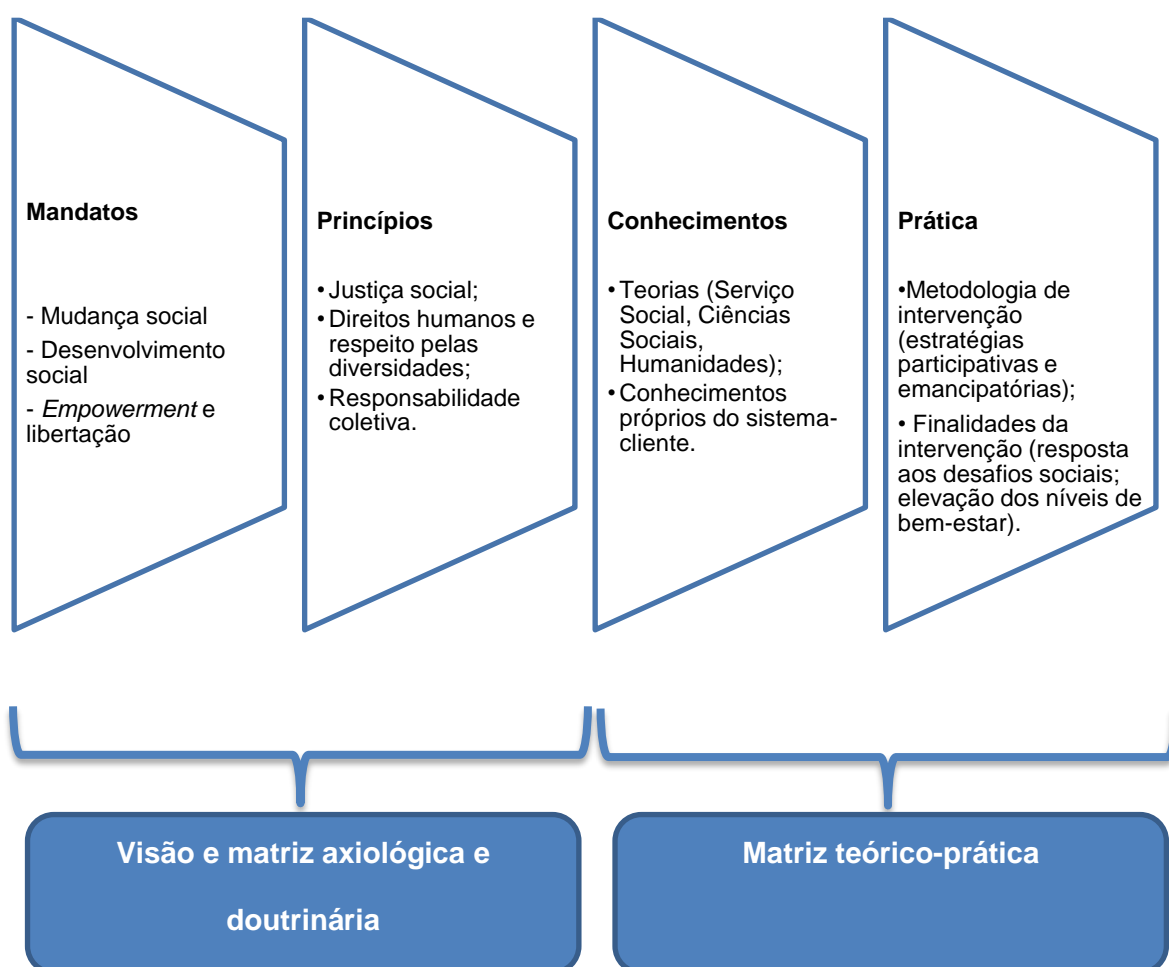 Mandatos
- Mudança social
- Desenvolvimento
social
- Empowerment e
libertação
Princípios
• Justiça social;
• Direitos humanos e
respeito pelas
diversidades;
• Responsabilidade
coletiva.
Conhecimentos
• Teorias (Serviço
Social, Ciências
Sociais,
Humanidades);
• Conhecimentos
próprios do sistema-
cliente.
Prática
•Metodologia de
intervenção
(estratégias
participativas e
emancipatórias);
• Finalidades da
intervenção (resposta
aos desafios sociais;
elevação dos níveis de
bem-estar).
Visão e matriz axiológica e
doutrinária
Matriz teórico-prática